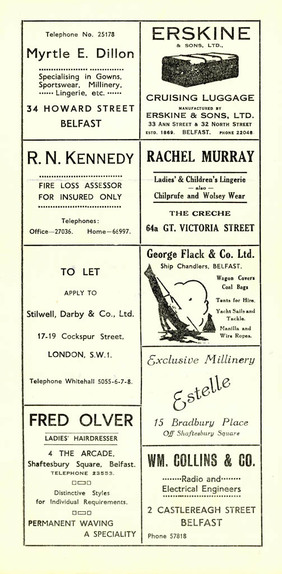 Telephone No. 25178
Myrtle E. Dillon
Specialising in Gowns,
Sportswear, Millinery,
Lingerie, etc.
34 HOWARD STREET
BELFAST
R. N. KENNEDY
FIRE LOSS ASSESSOR
FOR INSURED ONLY
Telephones:
Office—27036. Home—66997.
TO LET
APPLY TO
Stilwell, Darby & Co., Ltd.
17-19 Cockspur Street.
LONDON, S.W.1.
Telephone Whitehall 5055-6-7-8.
FRED OLVER
LADIES' HAIRDRESSER
4 THE ARCADE,
Shaftesbury Square, Belfast.
TELEPHONE 23553.
Distinctive Styles
for Individual Requirements.
PERMANENT WAVING
A SPECIALITY
ERSKINE
& SONS, LTD.,
CRUISING LUGGAGE
MANUFACTURED BY
ERSKINE & SONS, LTD.
33 ANN STREET & 32 NORTH STREET
ESTD. 1869. BELFAST. PHONE 23048
RACHEL MURRAY
Ladies' & Children's Lingerie
— also —
Chilprufe and Wolsey Wear
THE CRECHE
64a GT. VICTORIA STREET
George Flack & Co. Ltd.
Ship Chandlers, BELFAST.
Wagon Covers
Coal Bags
Tents for Hire.
Yacht Sails and
Tackle.
Manilla and
Wire Ropes.
Exclusive Millinery
Estelle
15 Bradbury Place
Off Shaftesbury Square
WM. COLLINS & CO.
Radio and
Electrical Engineers
2 CASTLEREAGH STREET
BELFAST
Phone 57818